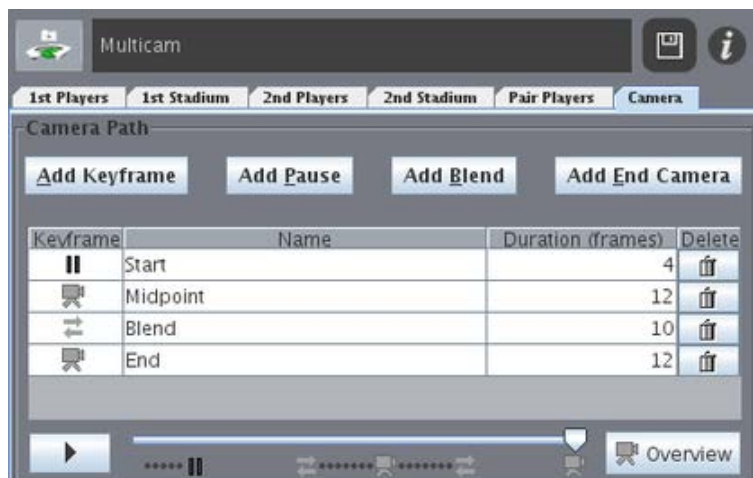 Multicam
1st Players 1st Stadium 2nd Players 2nd Stadium Pair Players Camera
Camera Path
Add Keyframe Add Pause Add Blend Add End Camera
Keyframe Name Duration (frames) Delete
Start 4
Midpoint 12
Blend 10
End 12
Overview